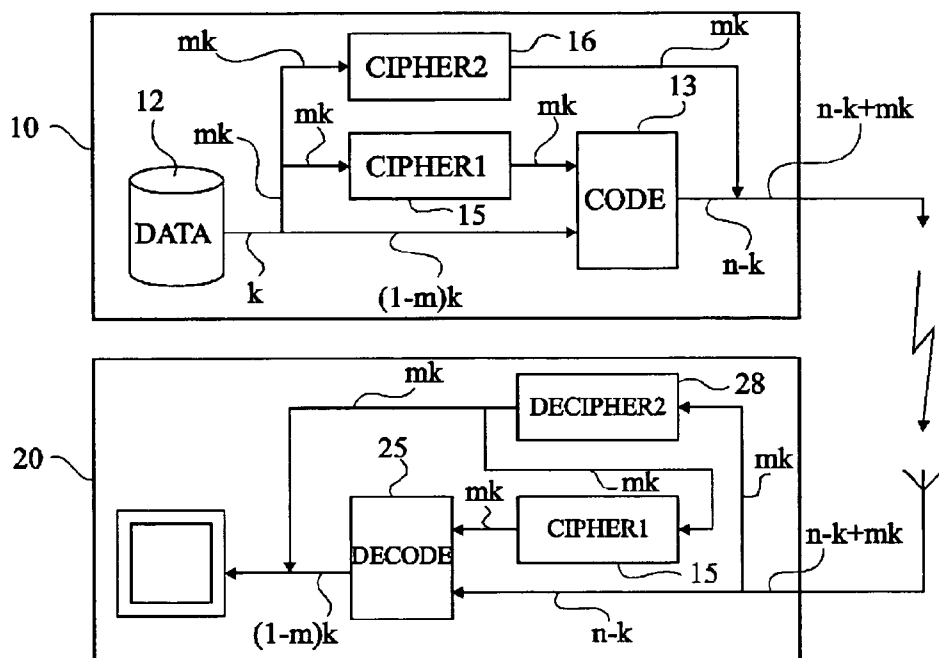 mk
CIPHER2
16
mk
12
mk
mk
mk
13
n-k+mk
10
CIPHER1
CODE
DATA
15
k
(1-m)k
n-k
mk
28
DECIPHER2
20
25
mk
mk
mk
DECODE
CIPHER1
15
n-k+mk
(1-m)k
n-k